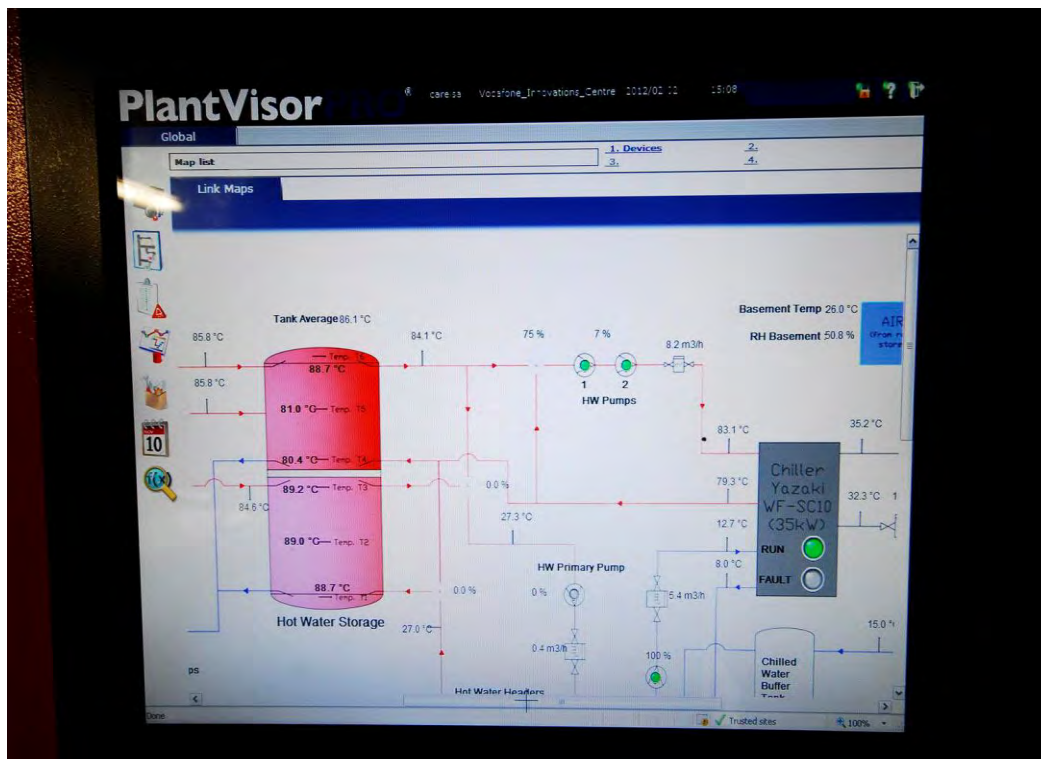 PlantVisor PRO ®
Vodafone_Innovations_Centre
15:08
?
Global
Map list
1. Devices
2.
3.
4.
Link Maps
Basement Temp 26.0 °C
Tank Average 86.1 °C
AIR
85.8 °C
84.1 °C
75 %
7 %
8.2 m3/h
RH Basement 50.8 %
Temp. T6
88.7 °C
85.8 °C
1
2
HW Pumps
10
81.0 °C
Temp. T5
83.1 °C
35.2 °C
80.4 °C
Temp. T4
Chiller
Yazaki
WF-SC10
(35kW)
89.2 °C
Temp. T3
0.0 %
79.3 °C
32.3 °C
1
T(x)
84.6 °C
27.3 °C
12.7 °C
89.0 °C
Temp. T2
RUN
HW Primary Pump
8.0 °C
FAULT
88.7 °C
Temp. T1
0.0 %
0 %
5.4 m3/h
Hot Water Storage
27.0 °C
15.0 °
0.4 m3/h
100 %
Chilled
Water
Buffer
Tank
ps
Hot Water Headers
Done
Trusted sites
100%